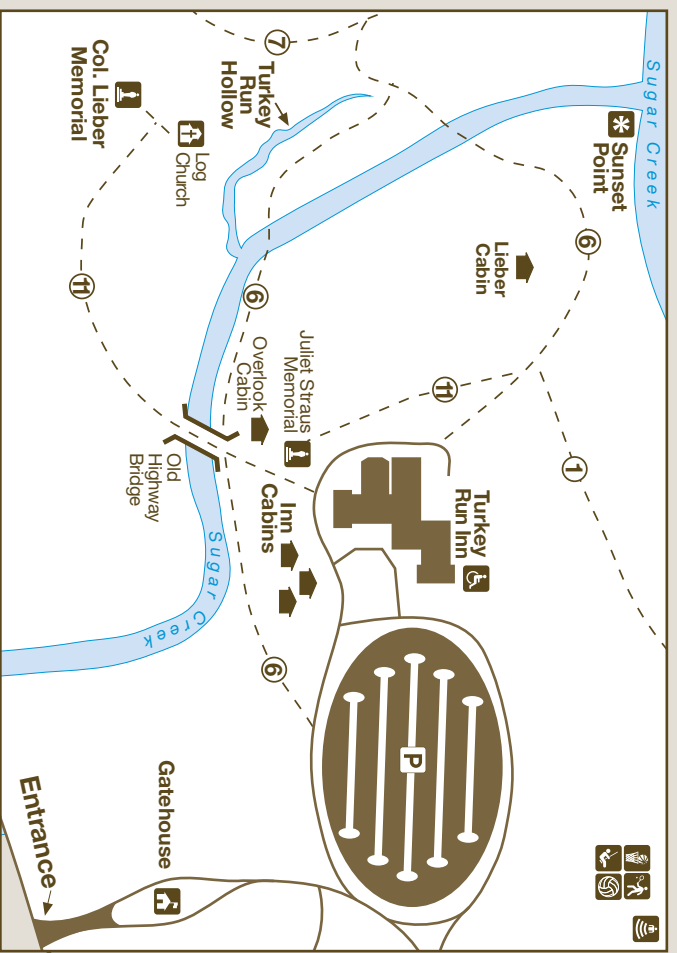 Sugar Creek
Sunset
Point
6
Lieber
Cabin
1
11
7
Turkey
Run
Hollow
Col. Lieber
Memorial
Log
Church
11
6
Juliet Straus
Memorial
Overlook
Cabin
Old
Highway
Bridge
Turkey
Run Inn
Inn
Cabins
Sugar Creek
6
P
Gatehouse
Entrance